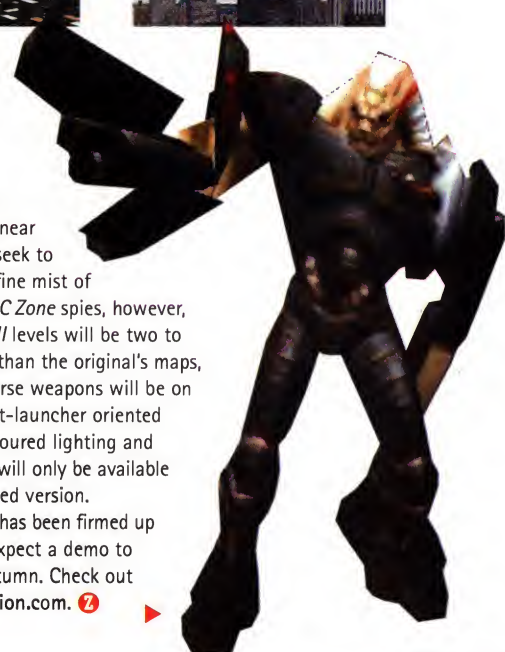 near
seek to
fine mist of
C Zone spies, however,
II levels will be two to
than the original's maps,
rse weapons will be on
t-launcher oriented
oured lighting and
will only be available
ed version.
has been firmed up
xpect a demo to
tumn. Check out
ion.com. Z